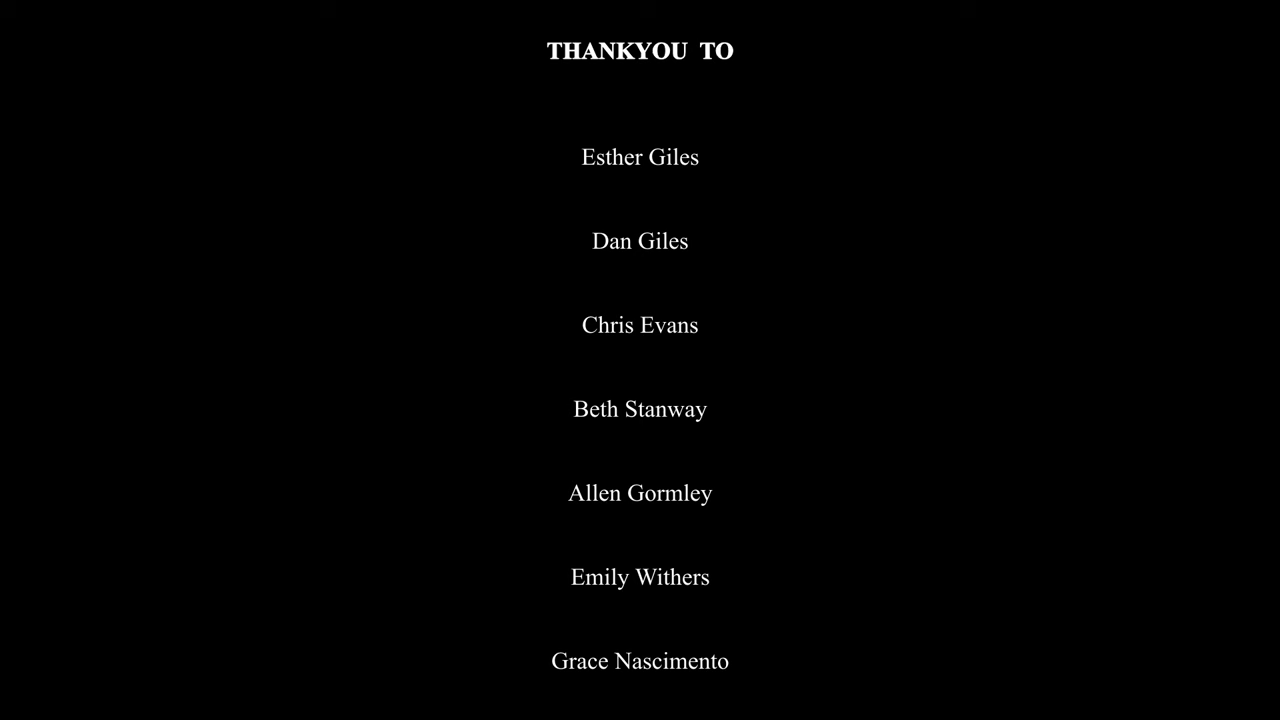 THANKYOU TO
Esther Giles
Dan Giles
Chris Evans
Beth Stanway
Allen Gormley
Emily Withers
Grace Nascimento